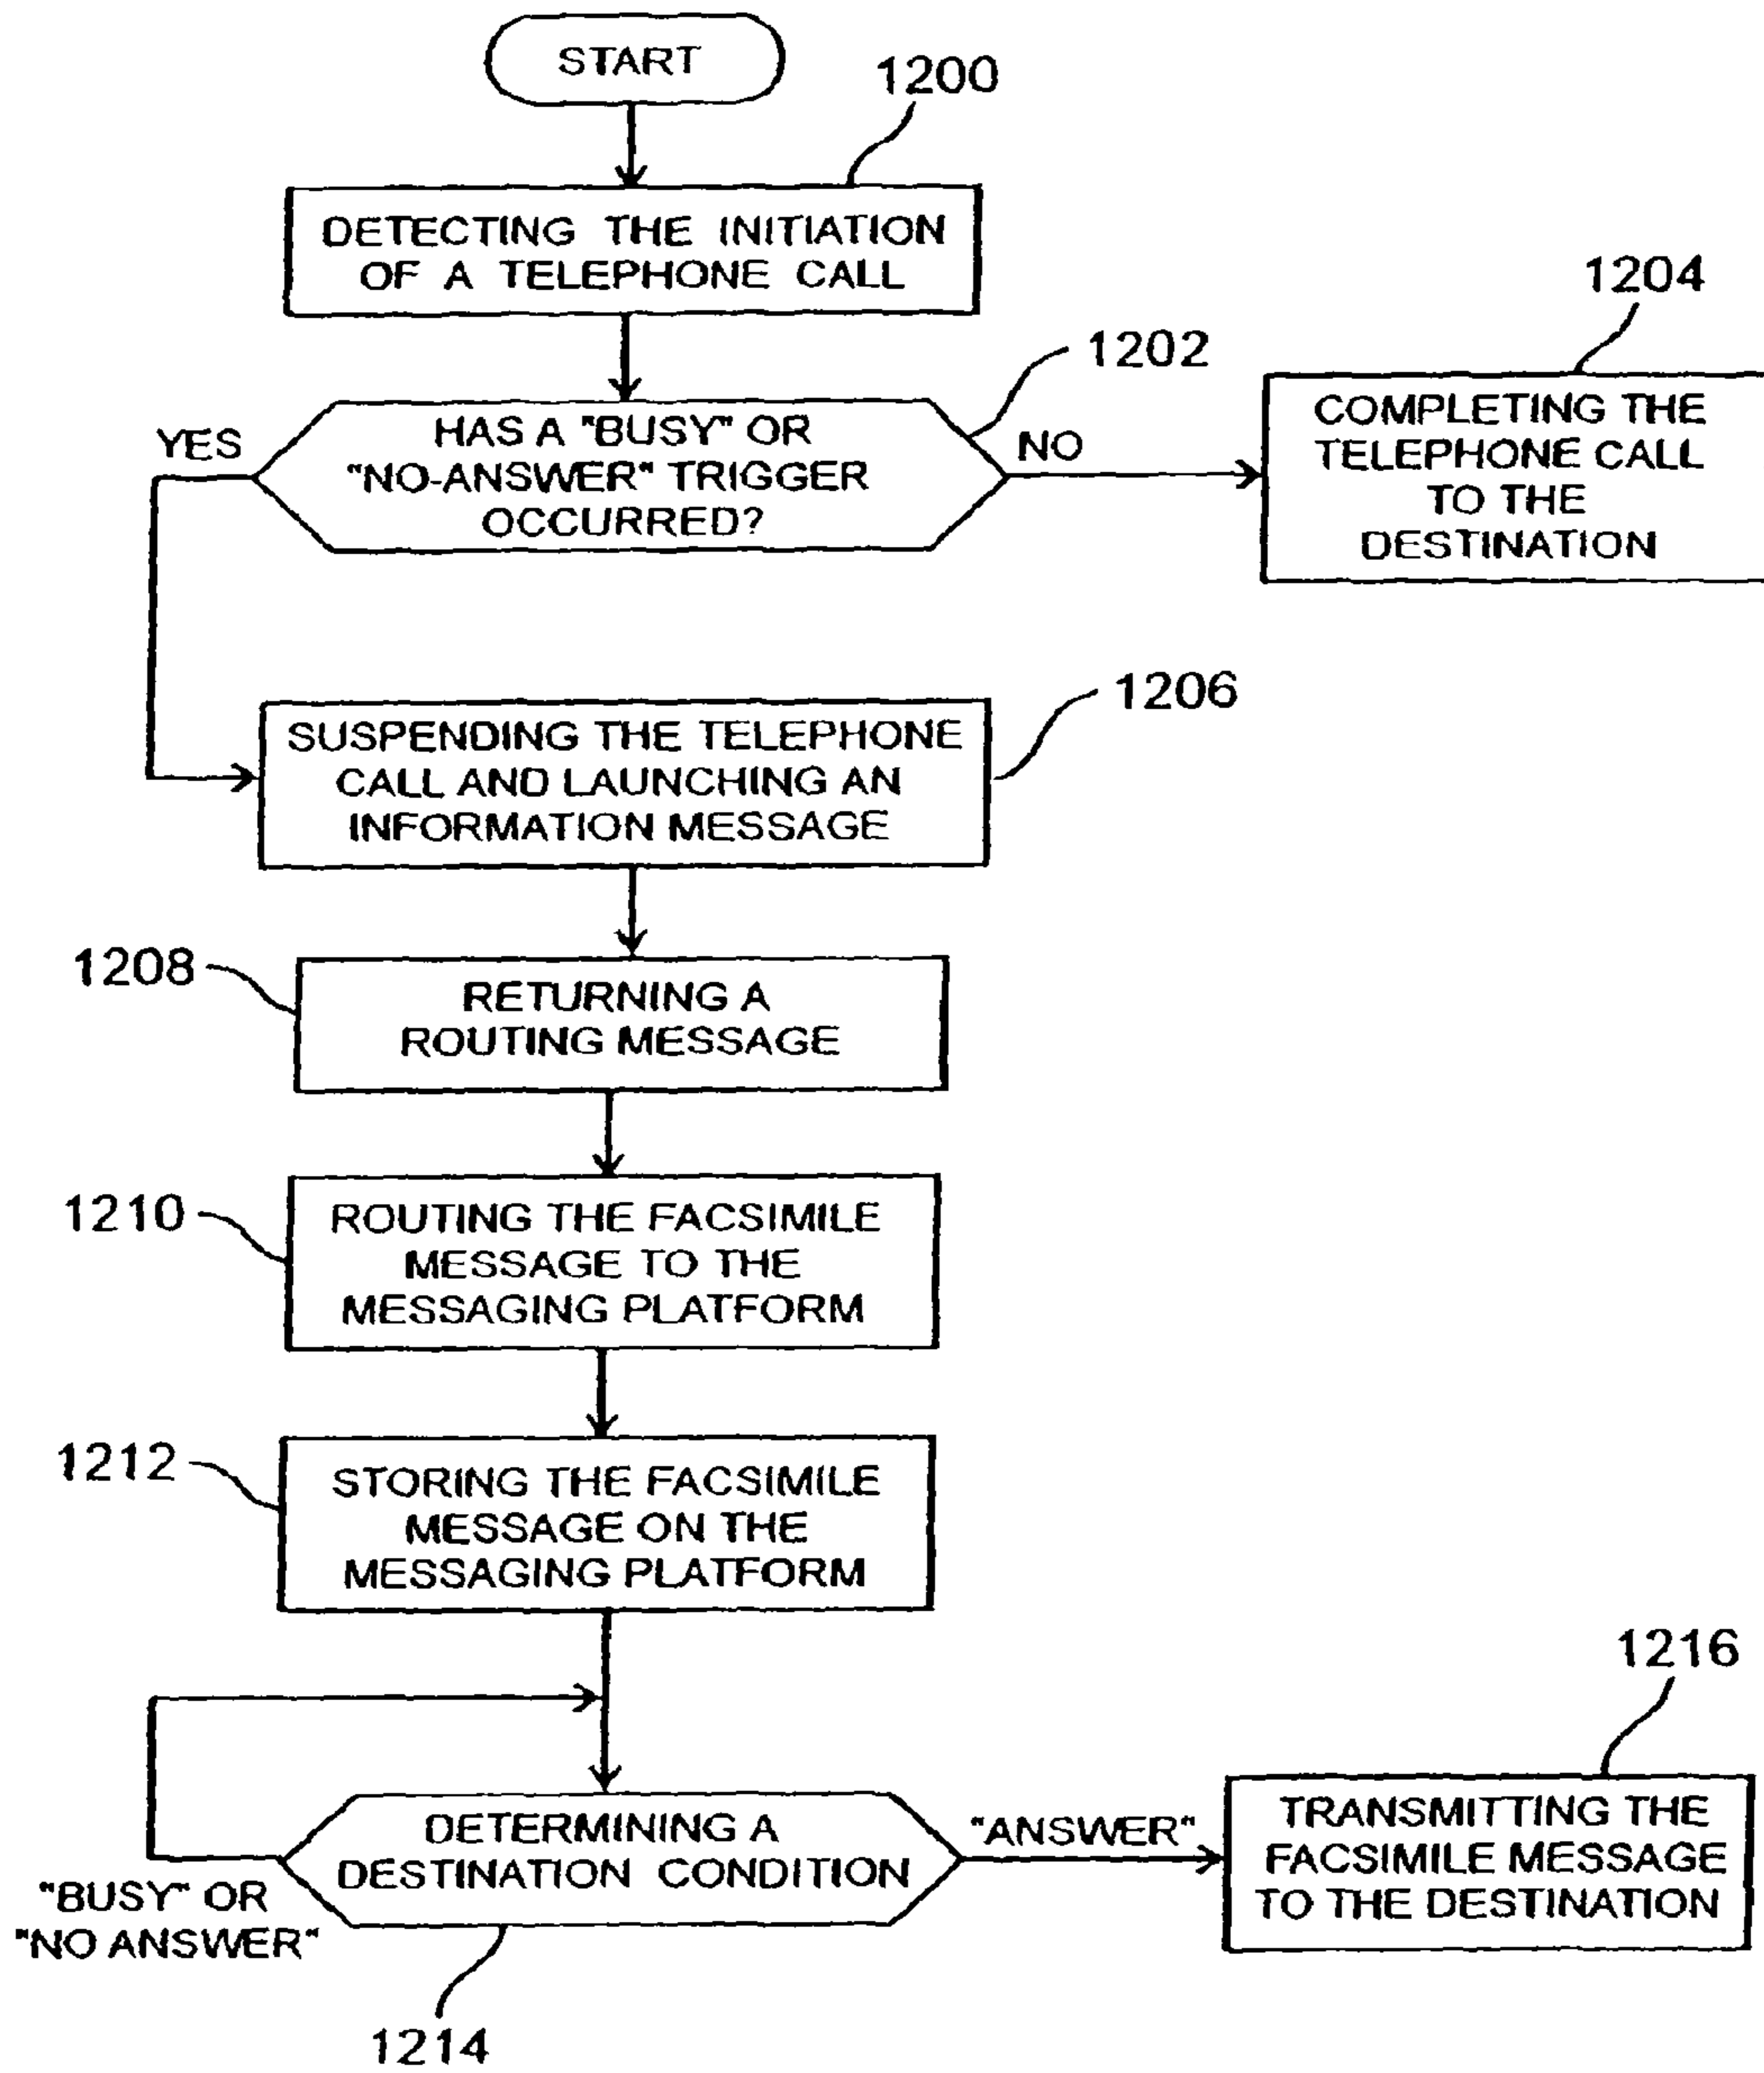 START
1200
DETECTING THE INITIATION
OF A TELEPHONE CALL
1204
1202
YES
HAS A "BUSY" OR
"NO-ANSWER" TRIGGER
OCCURRED?
NO
COMPLETING THE
TELEPHONE CALL
TO THE
DESTINATION
1206
SUSPENDING THE TELEPHONE
CALL AND LAUNCHING AN
INFORMATION MESSAGE
1208
RETURNING A
ROUTING MESSAGE
1210
ROUTING THE FACSIMILE
MESSAGE TO THE
MESSAGING PLATFORM
1212
STORING THE FACSIMILE
MESSAGE ON THE
MESSAGING PLATFORM
1216
DETERMINING A
DESTINATION CONDITION
"ANSWER"
TRANSMITTING THE
FACSIMILE MESSAGE
TO THE DESTINATION
"BUSY" OR
"NO ANSWER"
1214